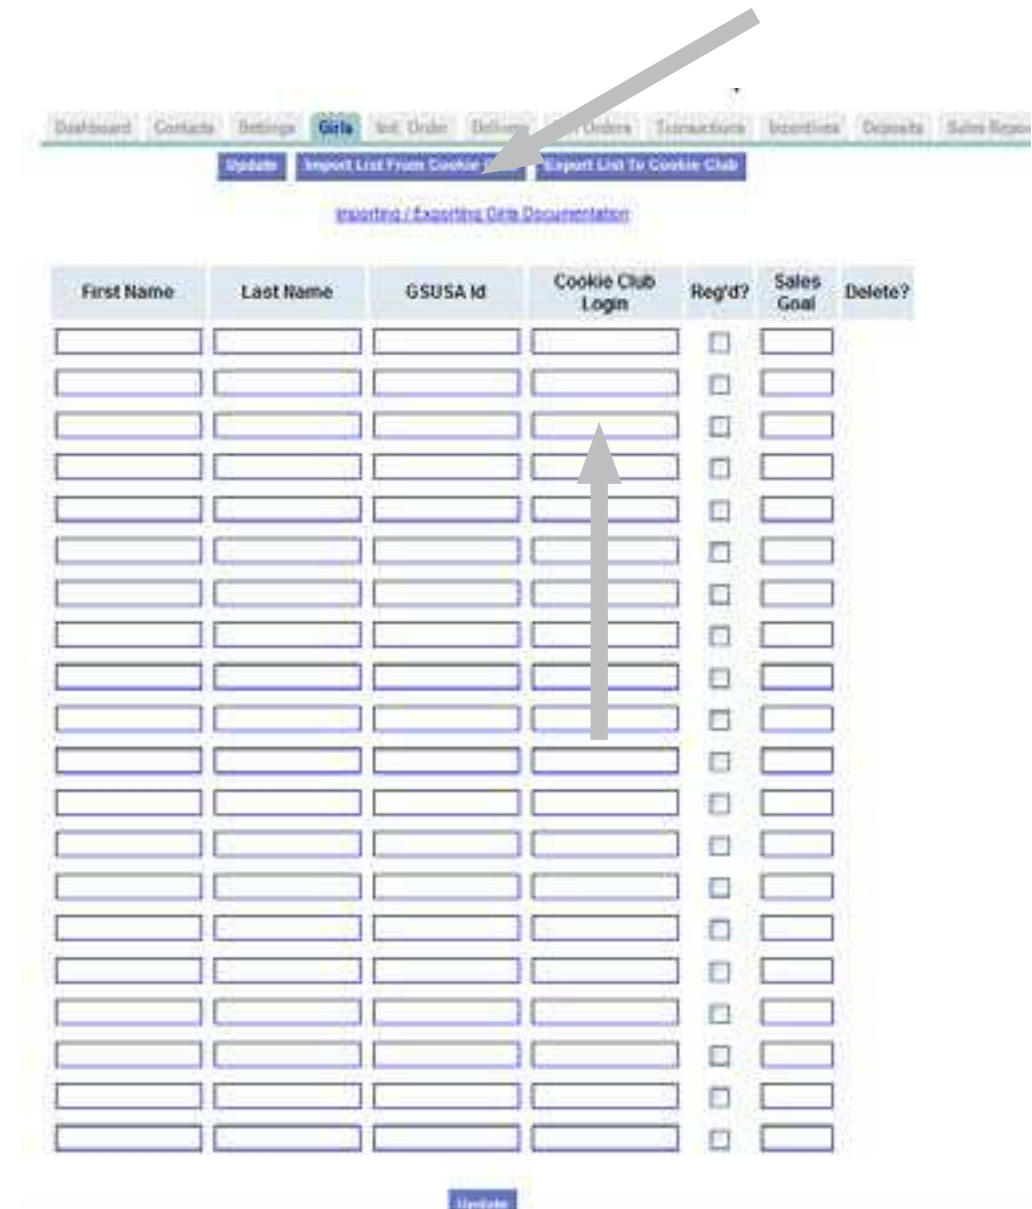 Dashboard Contacts Settings Girls Init. Order Delivery Orders Transactions Incentives Deposits Sales Repor
Update Import List From Cookie Export List To Cookie Club
Importing / Exporting Girls Documentation
First Name Last Name GSUSA Id Cookie Club Login Reg'd? Sales Goal Delete?
Update